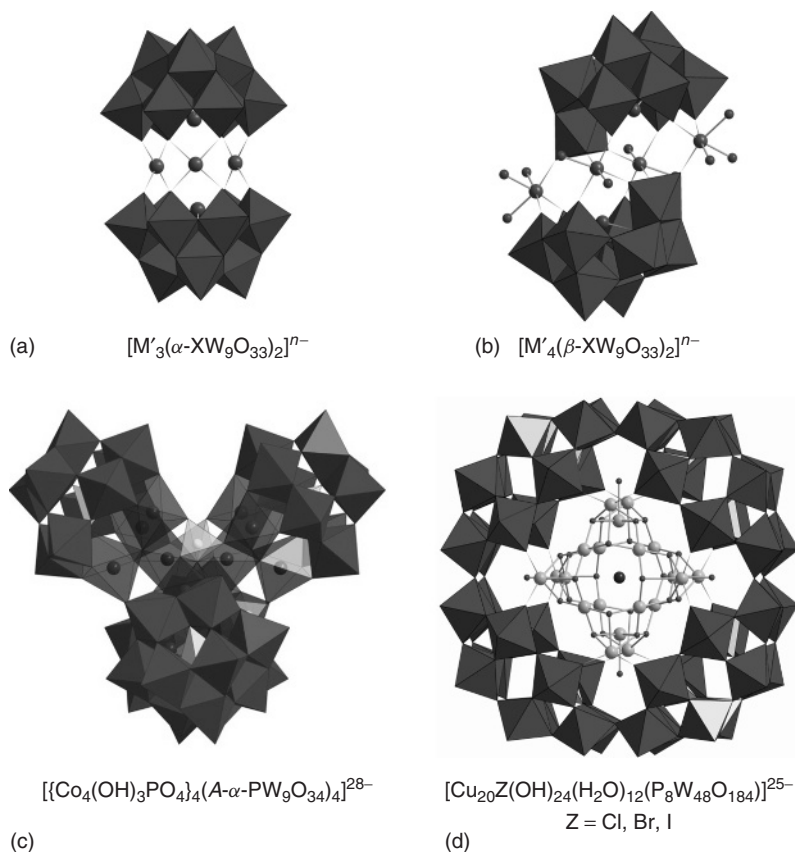 (a) [M′₃(α-XW₉O₃₃)₂]ⁿ⁻
(b) [M′₄(β-XW₉O₃₃)₂]ⁿ⁻
[{Co₄(OH)₃PO₄}₄(A-α-PW₉O₃₄)₄]²⁸⁻
(c)
[Cu₂₀Z(OH)₂₄(H₂O)₁₂(P₈W₄₈O₁₈₄)]²⁵⁻
Z = Cl, Br, I
(d)